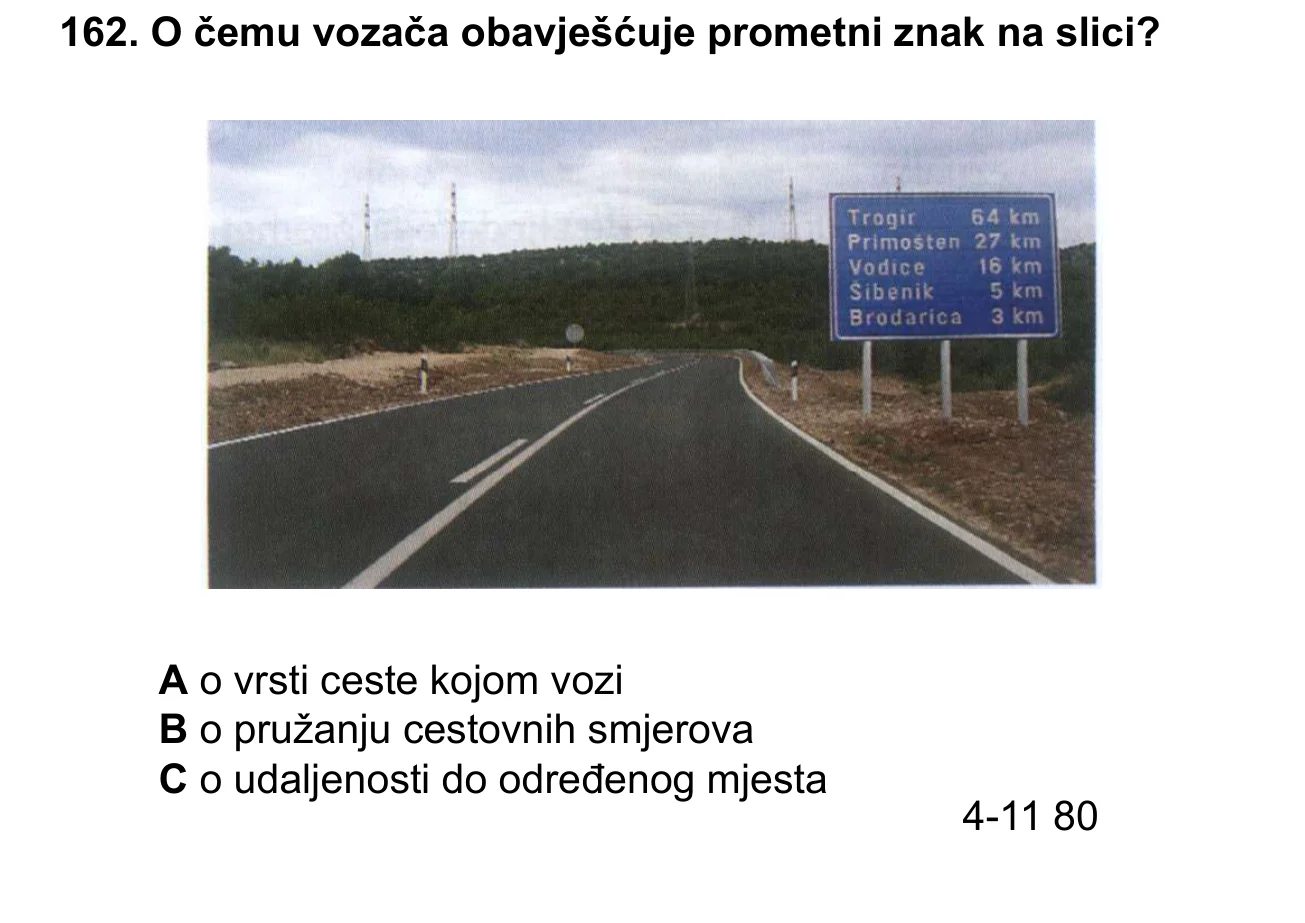 162. O čemu vozača obavješćuje prometni znak na slici?
Trogir 64 km
Primošten 27 km
Vodice 16 km
Šibenik 5 km
Brodarica 3 km
A o vrsti ceste kojom vozi
B o pružanju cestovnih smjerova
C o udaljenosti do određenog mjesta
4-11 80